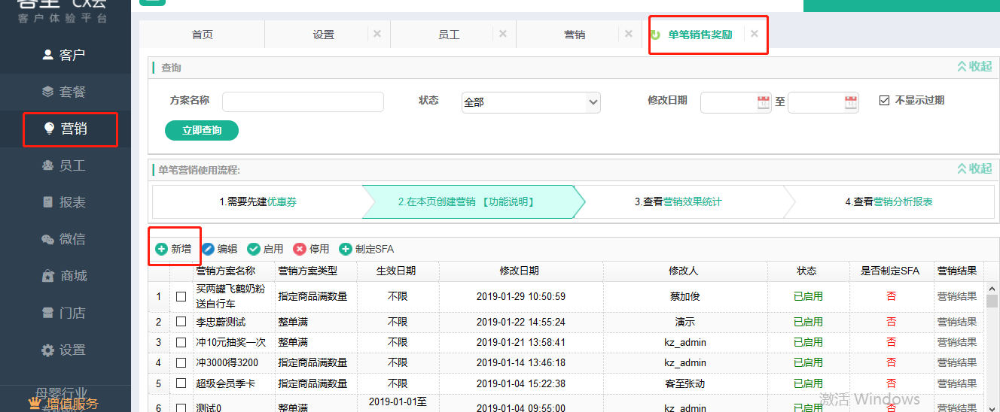 客至 CX云
客户体验平台
客户
套餐
营销
员工
报表
微信
商城
门店
设置
母婴行业
增值服务
首页 设置 员工 营销 单笔销售奖励
查询 收起
方案名称 状态 全部 修改日期 至 不显示过期
立即查询
单笔营销使用流程: 收起
1.需要先建优惠券 2.在本页创建营销 【功能说明】 3.查看营销效果统计 4.查看营销分析报表
新增 编辑 启用 停用 制定SFA
营销方案名称 营销方案类型 生效日期 修改日期 修改人 状态 是否制定SFA 营销结果
1 买两罐飞鹤奶粉送自行车 指定商品满数量 不限 2019-01-29 10:50:59 蔡加俊 已启用 否 营销结果
2 李忠蔚测试 整单满 不限 2019-01-22 14:55:24 演示 已启用 否 营销结果
3 冲10元抽奖一次 整单满 不限 2019-01-21 13:58:41 kz_admin 已启用 否 营销结果
4 冲3000得3200 指定商品满数量 不限 2019-01-14 13:46:18 kz_admin 已启用 否 营销结果
5 超级会员季卡 指定商品满数量 不限 2019-01-04 15:22:38 客至张动 已启用 否 营销结果
6 测试0 整单满 2019-01-01至 2019-01-04 09:55:00 kz_admin 已启用 否 营销结果
激活 Windows